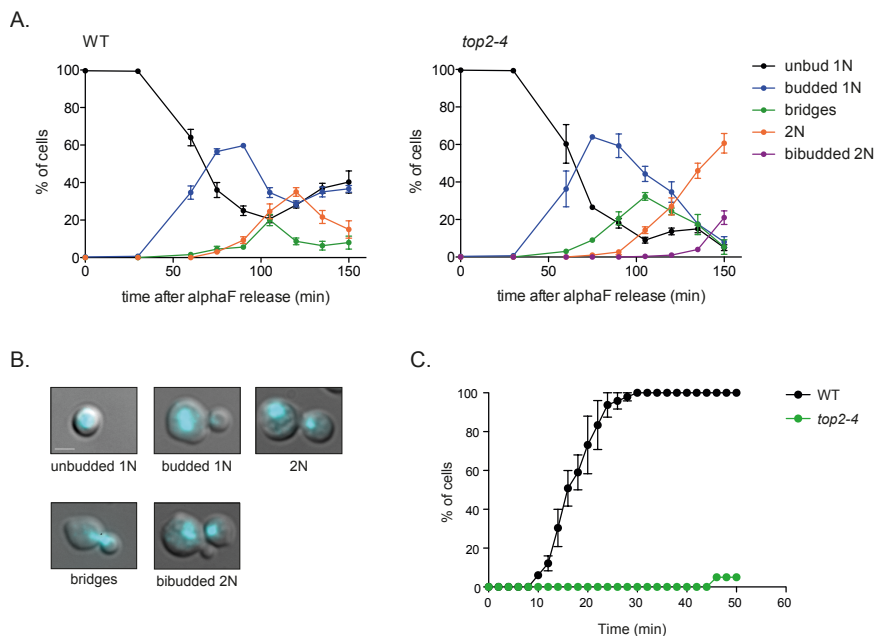 A.
WT
top2-4
100
80
60
40
20
0
% of cells
0 50 100 150
time after alphaF release (min)
100
80
60
40
20
0
% of cells
0 50 100 150
time after alphaF release (min)
unbud 1N
budded 1N
bridges
2N
bibudded 2N
B.
unbudded 1N
budded 1N
2N
bridges
bibudded 2N
C.
100
80
60
40
20
0
% of cells
0 10 20 30 40 50 60
Time (min)
WT
top2-4